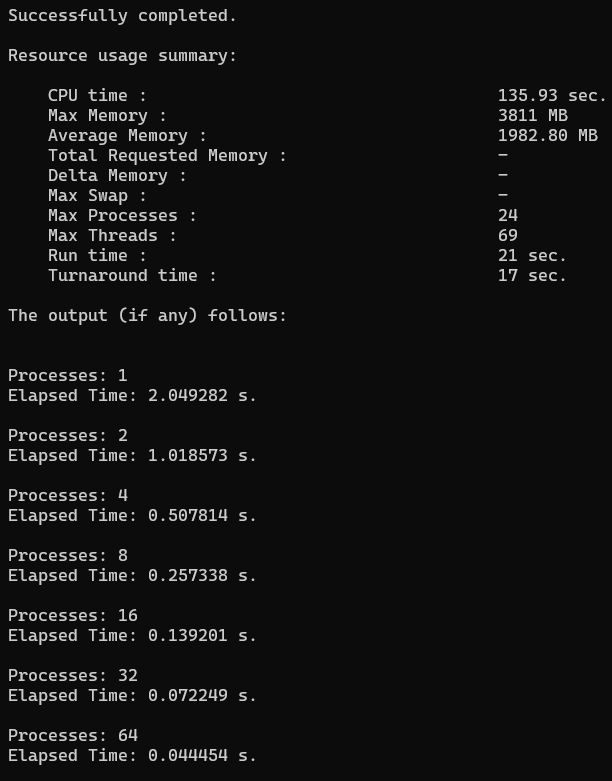 Successfully completed.
Resource usage summary:
CPU time : 135.93 sec.
Max Memory : 3811 MB
Average Memory : 1982.80 MB
Total Requested Memory : -
Delta Memory : -
Max Swap : -
Max Processes : 24
Max Threads : 69
Run time : 21 sec.
Turnaround time : 17 sec.
The output (if any) follows:
Processes: 1
Elapsed Time: 2.049282 s.
Processes: 2
Elapsed Time: 1.018573 s.
Processes: 4
Elapsed Time: 0.507814 s.
Processes: 8
Elapsed Time: 0.257338 s.
Processes: 16
Elapsed Time: 0.139201 s.
Processes: 32
Elapsed Time: 0.072249 s.
Processes: 64
Elapsed Time: 0.044454 s.